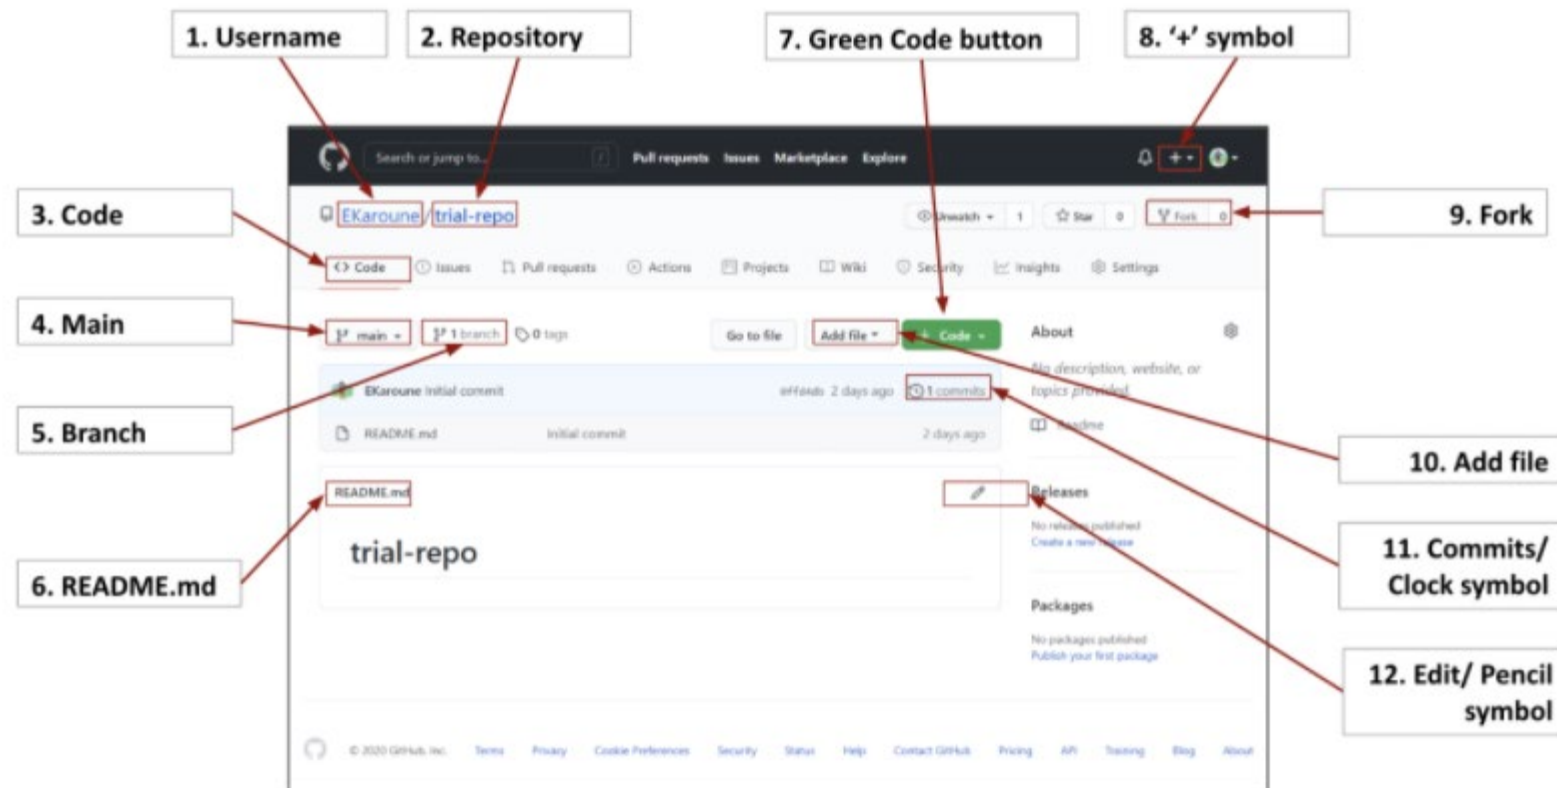 1. Username
2. Repository
7. Green Code button
8. ‘+’ symbol
Search or jump to...
/
Pull requests Issues Marketplace Explore
3. Code
EKaroune / trial-repo
Unwatch 1
Star 0
Fork 0
9. Fork
<> Code
Issues
Pull requests
Actions
Projects
Wiki
Security
Insights
Settings
4. Main
main
1 branch
0 tags
Go to file
Add file
Code
About
No description, website, or
topics provided.
EKaroune Initial commit
2 days ago
1 commits
Readme
5. Branch
README.md
Initial commit
2 days ago
10. Add file
README.md
Releases
No releases published
Create a new release
trial-repo
11. Commits/
Clock symbol
6. README.md
Packages
No packages published
Publish your first package
12. Edit/ Pencil
symbol
© 2020 GitHub, Inc. Terms Privacy Cookie Preferences Security Status Help Contact GitHub Pricing API Training Blog About